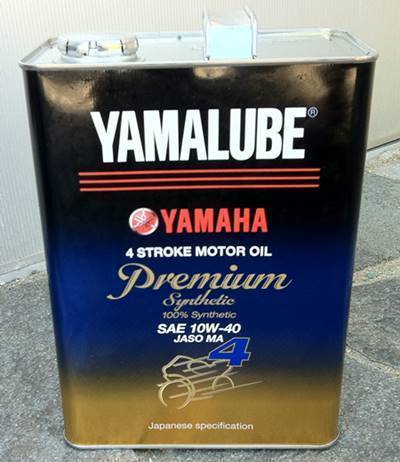 YAMALUBE®
YAMAHA
4 STROKE MOTOR OIL
Premium
Synthetic
100% Synthetic
SAE 10W-40
JASO MA
4
Japanese specification